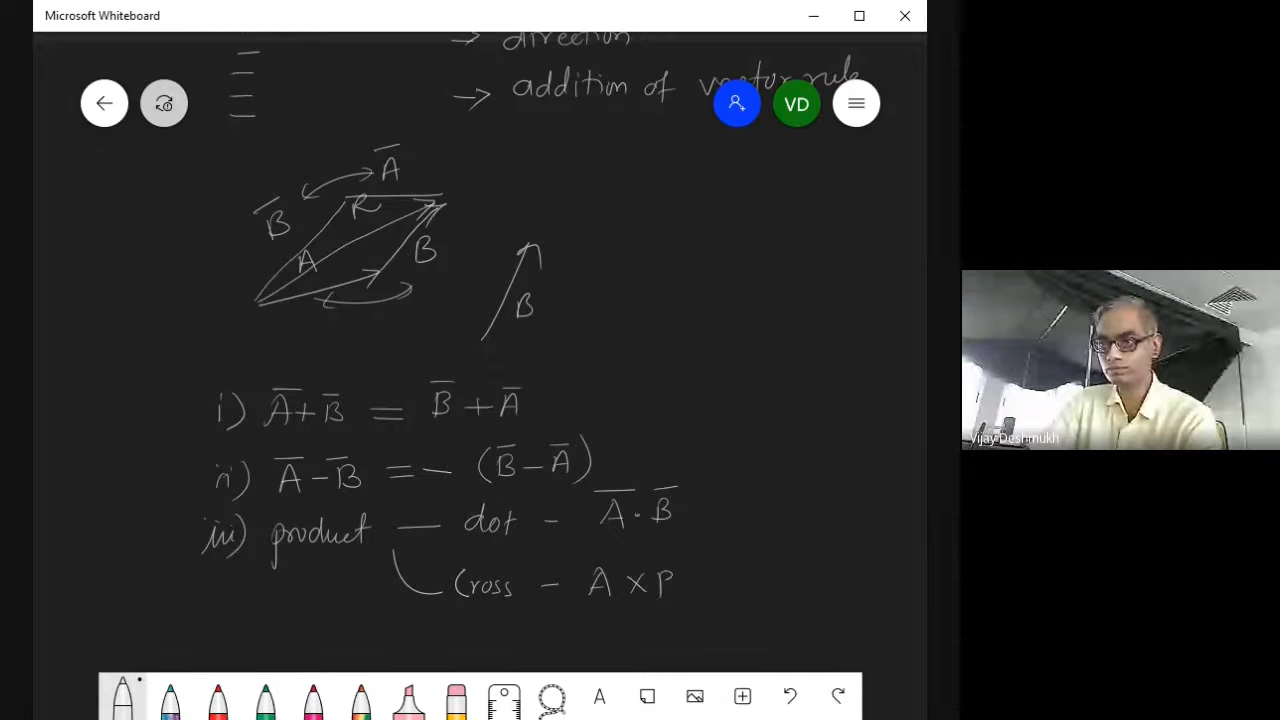 Microsoft Whiteboard
→ direction
→ addition of vector rule
VD
A̅
B̅
R
A
B
B
i) A̅+B̅ = B̅+A̅
ii) A̅-B̅ = -(B̅-A̅)
iii) product — dot - A̅·B̅
Cross - A×P
Vijay Deshmukh
A